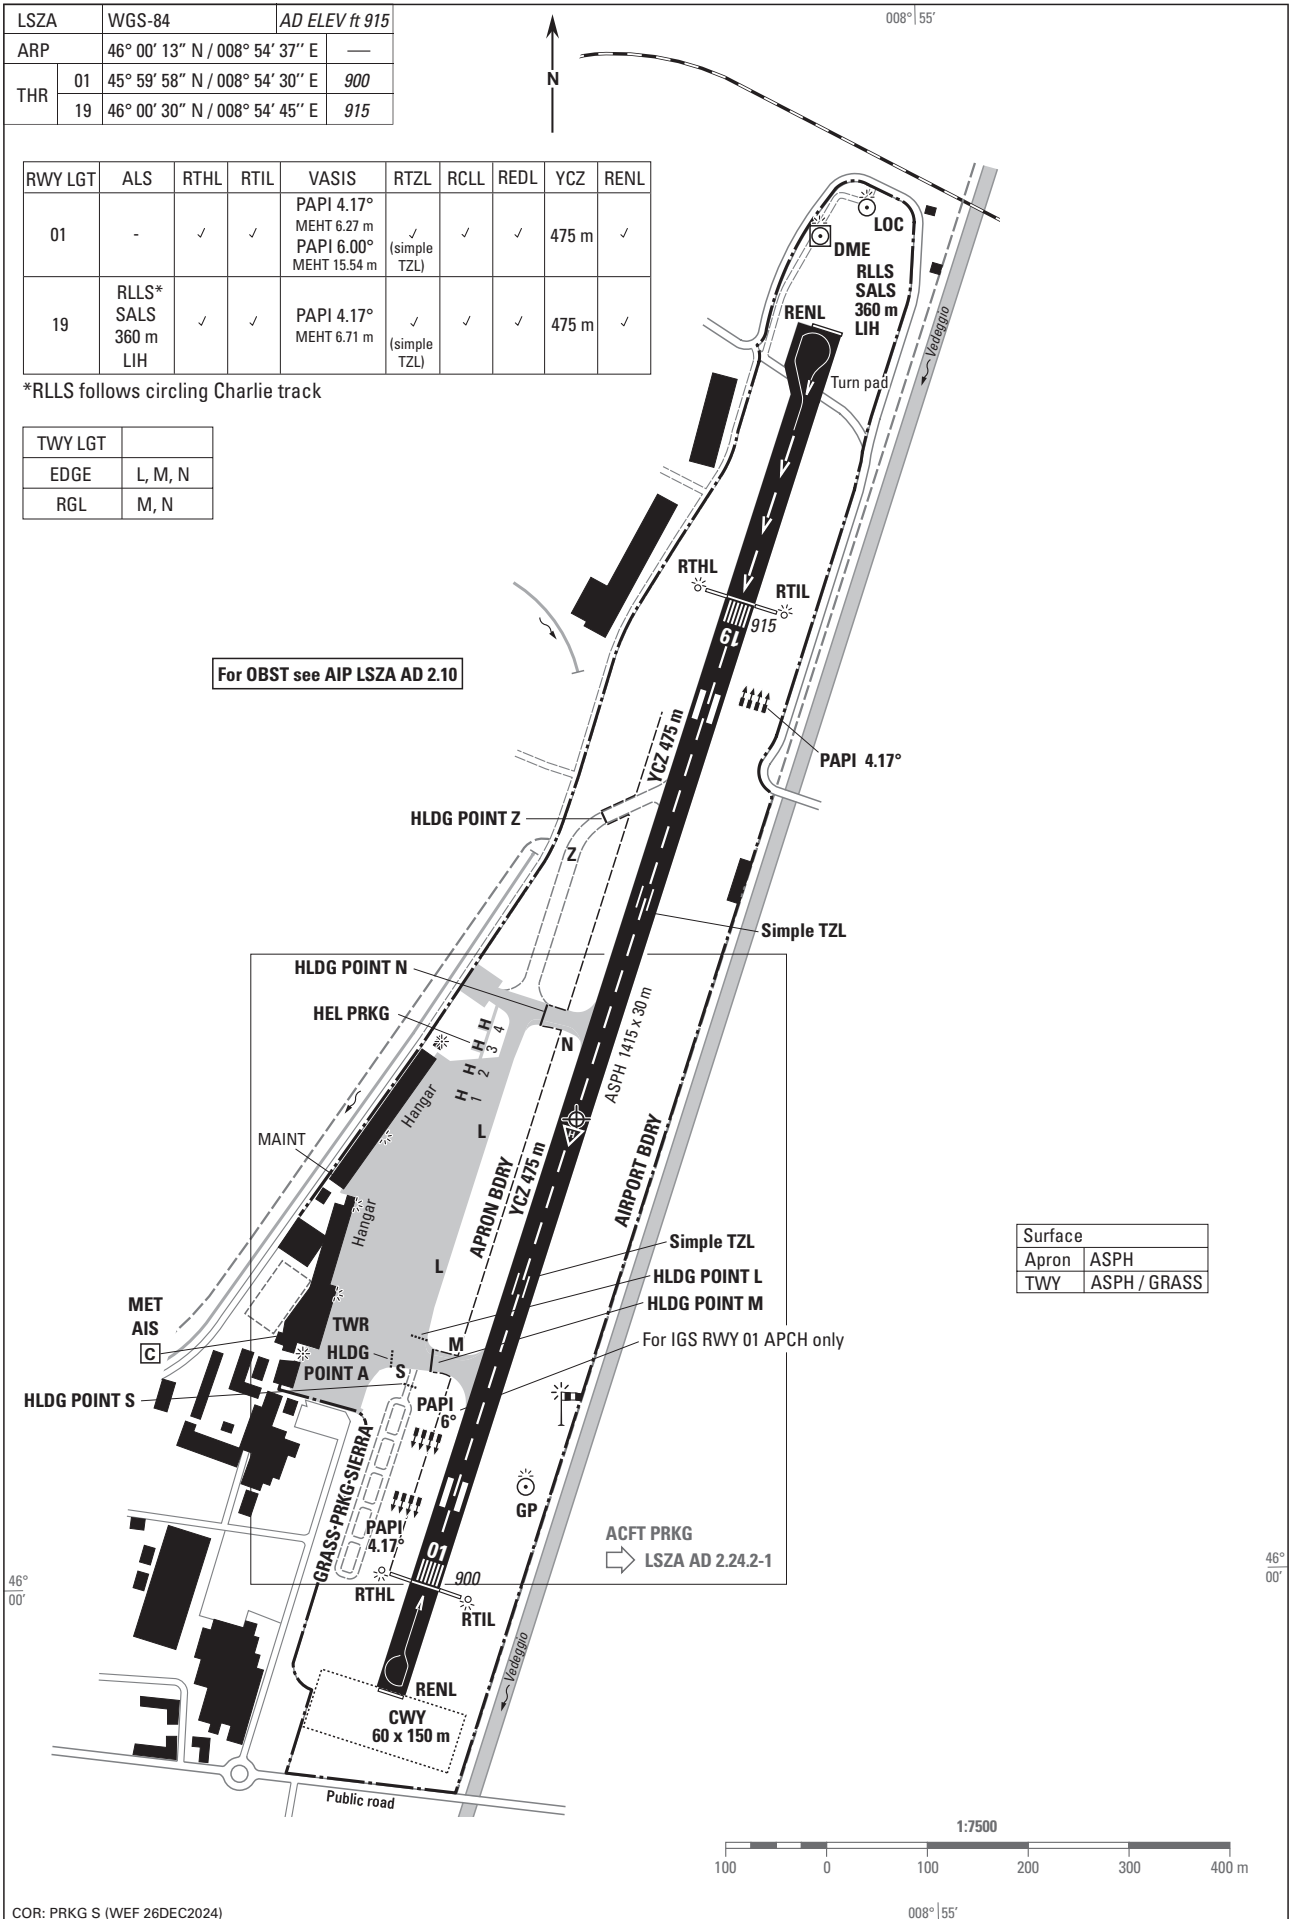 LSZA WGS-84 AD ELEV ft 915
ARP 46° 00' 13" N / 008° 54' 37" E —
THR 01 45° 59' 58" N / 008° 54' 30" E 900
19 46° 00' 30" N / 008° 54' 45'' E 915
008° 55'
N
RWY LGT ALS RTHL RTIL VASIS RTZL RCLL REDL YCZ RENL
01 - ✓ ✓ PAPI 4.17° MEHT 6.27 m PAPI 6.00° MEHT 15.54 m ✓ (simple TZL) ✓ ✓ 475 m ✓
19 RLLS* SALS 360 m LIH ✓ ✓ PAPI 4.17° MEHT 6.71 m ✓ (simple TZL) ✓ ✓ 475 m ✓
*RLLS follows circling Charlie track
TWY LGT
EDGE L, M, N
RGL M, N
LOC
DME
RLLS
SALS
360 m
LIH
RENL
Vedeggio
Turn pad
RTHL
RTIL
915
19
For OBST see AIP LSZA AD 2.10
YCZ 475 m
PAPI 4.17°
HLDG POINT Z
Z
Simple TZL
HLDG POINT N
HEL PRKG
H 4
H 3
H 2
H 1
N
ASPH 1415 x 30 m
Hangar
MAINT
L
H
APRON BDRY
YCZ 475 m
AIRPORT BDRY
Hangar
Simple TZL
L
HLDG POINT L
HLDG POINT M
For IGS RWY 01 APCH only
Surface
Apron ASPH
TWY ASPH / GRASS
MET
AIS
C
TWR
HLDG
POINT A
M
S
HLDG POINT S
PAPI
6°
GRASS-PRKG-SIERRA
GP
PAPI
4.17°
01
ACFT PRKG
LSZA AD 2.24.2-1
900
RTHL
RTIL
46°
00'
46°
00'
Vedeggio
RENL
CWY
60 x 150 m
Public road
1:7500
100 0 100 200 300 400 m
COR: PRKG S (WEF 26DEC2024)
008° 55'